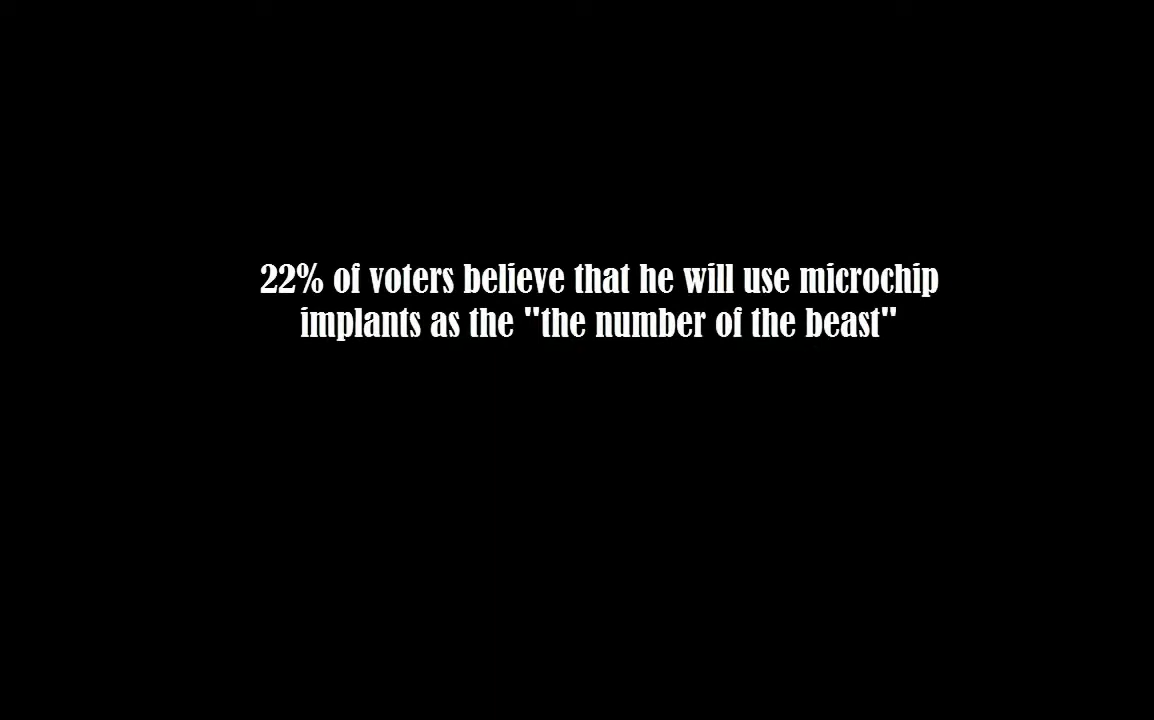 22% of voters believe that he will use microchip
implants as the "the number of the beast"